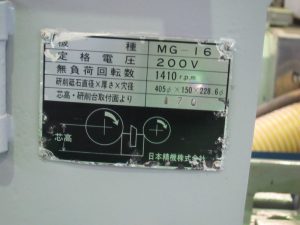 機種 MG-16
定格電圧 200V
無負荷回転数 1410rpm
研削砥石直径×厚さ×穴径 405φ×150×228.6φ
芯高・研削台取付面より
芯高
日本精機株式会社